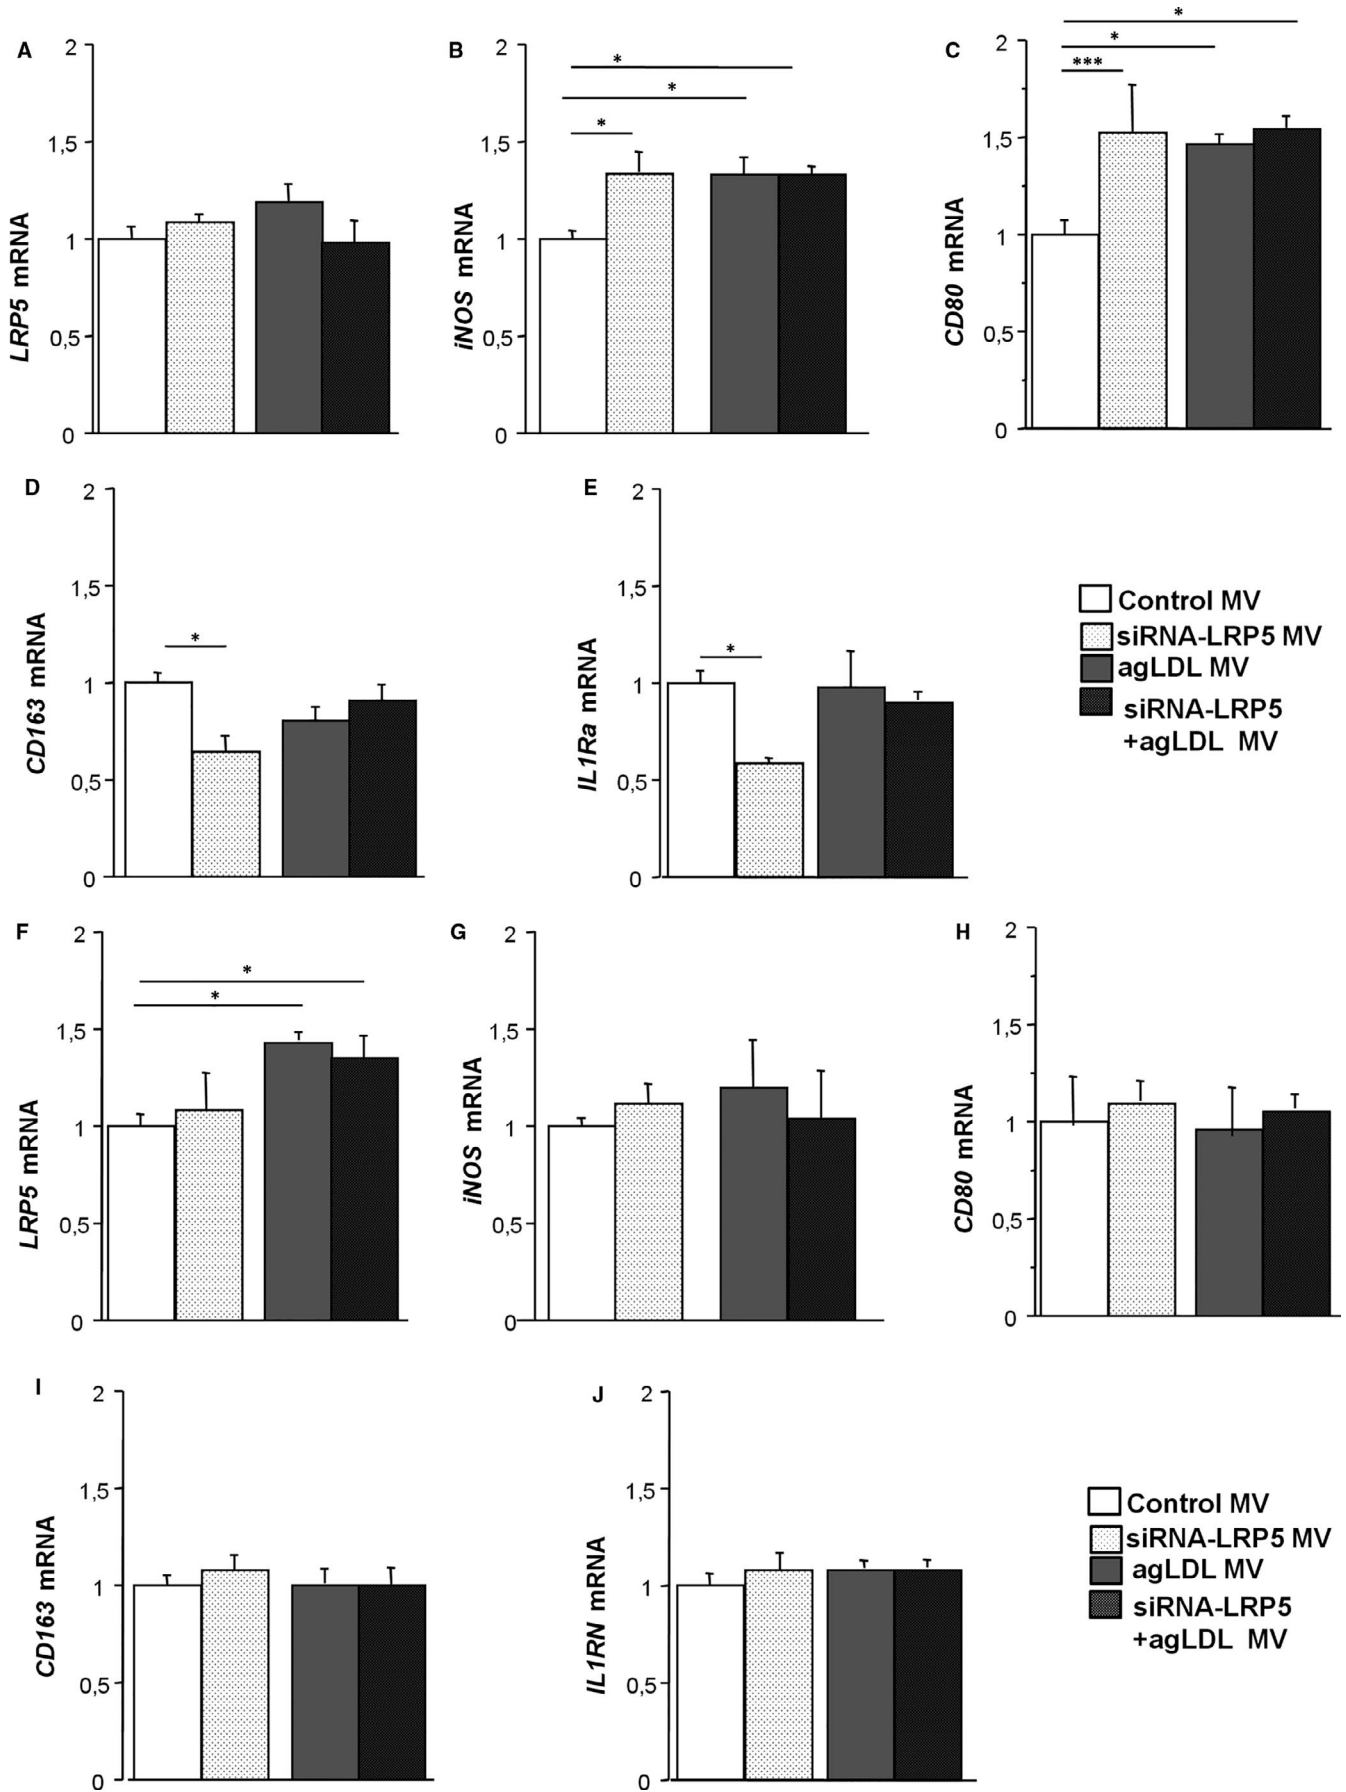 A
LRP5 mRNA
2
1,5
1
0,5
0
B
iNOS mRNA
2
1,5
1
0,5
0
*
*
*
C
CD80 mRNA
2
1,5
1
0,5
0
*
*
***
D
CD163 mRNA
2
1,5
1
0,5
0
*
E
IL1Ra mRNA
2
1,5
1
0,5
0
*
Control MV
siRNA-LRP5 MV
agLDL MV
siRNA-LRP5
+agLDL MV
F
LRP5 mRNA
2
1,5
1
0,5
0
*
*
G
iNOS mRNA
2
1,5
1
0,5
0
H
CD80 mRNA
2
1,5
1
0,5
0
I
CD163 mRNA
2
1,5
1
0,5
0
J
IL1RN mRNA
2
1,5
1
0,5
0
Control MV
siRNA-LRP5 MV
agLDL MV
siRNA-LRP5
+agLDL MV